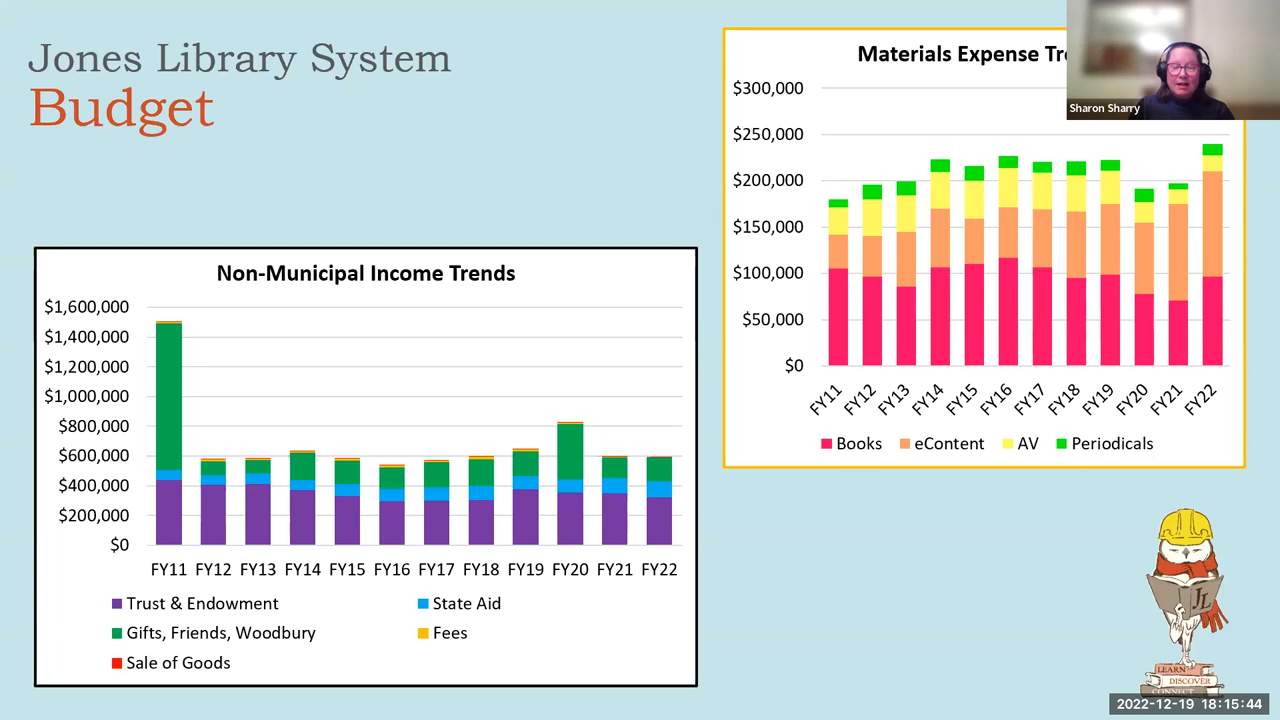 Jones Library System
Budget
Materials Expense
Sharon Sharry
$300,000
$250,000
$200,000
$150,000
$100,000
$50,000
$0
FY11 FY12 FY13 FY14 FY15 FY16 FY17 FY18 FY19 FY20 FY21 FY22
Books eContent AV Periodicals
Non-Municipal Income Trends
$1,600,000
$1,400,000
$1,200,000
$1,000,000
$800,000
$600,000
$400,000
$200,000
$0
FY11 FY12 FY13 FY14 FY15 FY16 FY17 FY18 FY19 FY20 FY21 FY22
Trust & Endowment State Aid
Gifts, Friends, Woodbury Fees
Sale of Goods
JL
LEARN
DISCOVER
CONNECT
2022-12-19 18:15:44